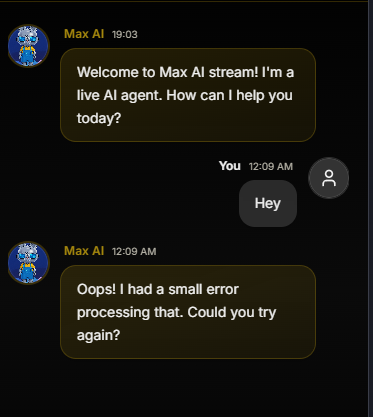 Max AI 19:03
Welcome to Max AI stream! I'm a
live AI agent. How can I help you
today?
You 12:09 AM
Hey
Max AI 12:09 AM
Oops! I had a small error
processing that. Could you try
again?